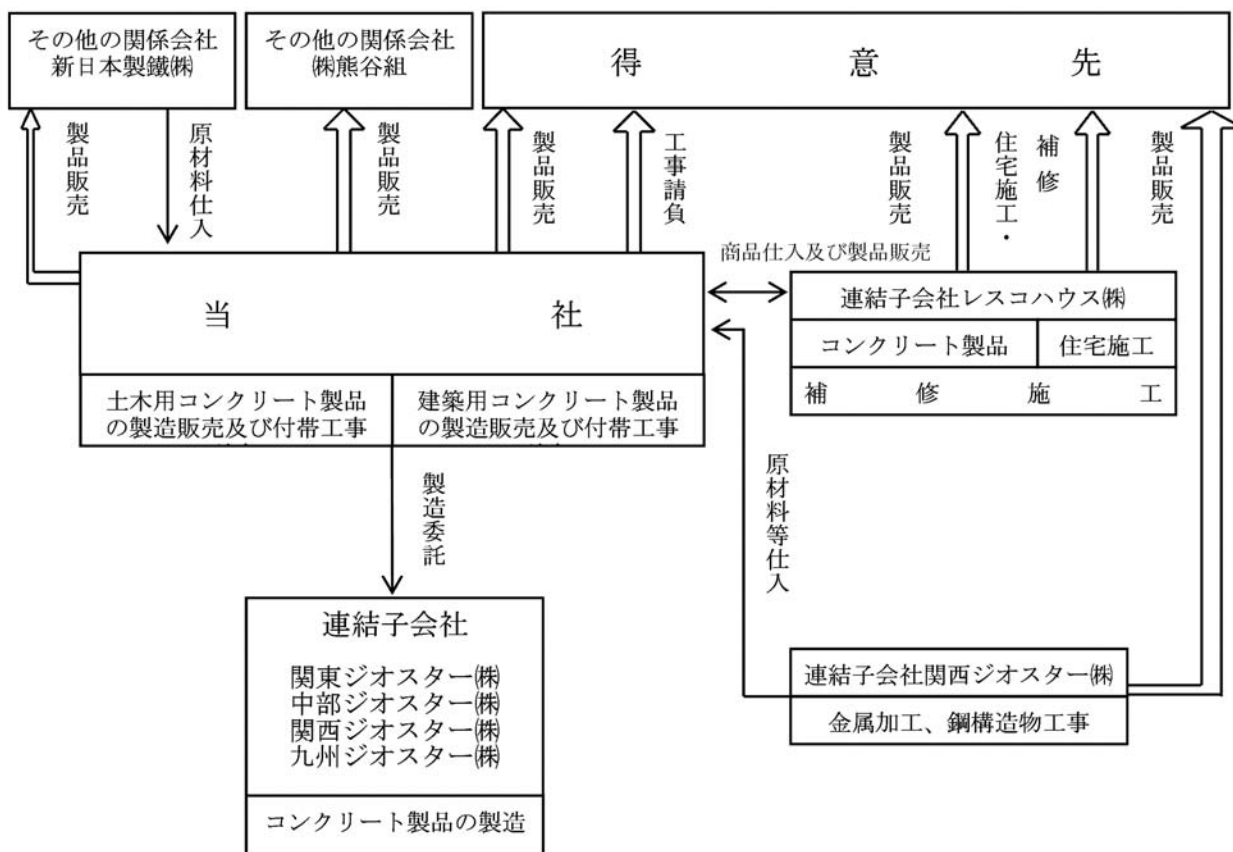 その他の関係会社
新日本製鐵㈱
その他の関係会社
㈱熊谷組
得意先
製品販売
原材料仕入
製品販売
製品販売
工事請負
製品販売
住宅施工・
補修
製品販売
商品仕入及び製品販売
当社
土木用コンクリート製品
の製造販売及び付帯工事
建築用コンクリート製品
の製造販売及び付帯工事
連結子会社レスコハウス㈱
コンクリート製品
住宅施工
補修施工
製造委託
原材料等仕入
連結子会社
関東ジオスター㈱
中部ジオスター㈱
関西ジオスター㈱
九州ジオスター㈱
コンクリート製品の製造
連結子会社関西ジオスター㈱
金属加工、鋼構造物工事